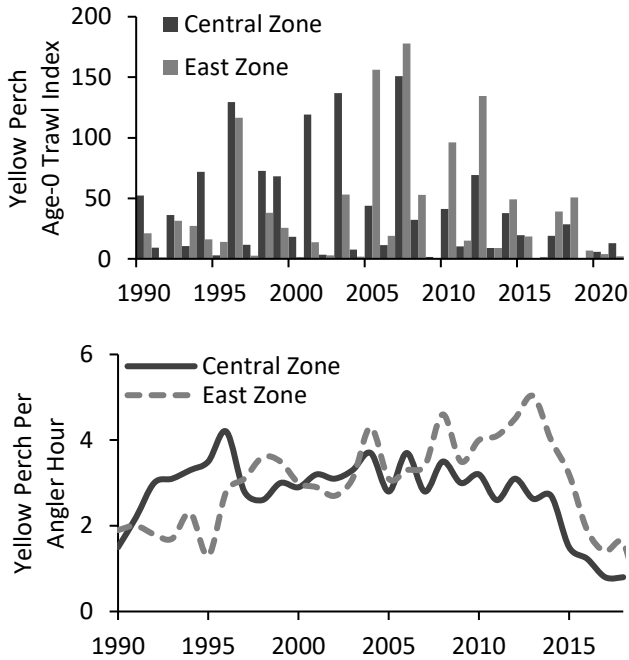 Yellow Perch
Age-0 Trawl Index
200
150
100
50
0
Central Zone
East Zone
1990 1995 2000 2005 2010 2015 2020
Yellow Perch Per
Angler Hour
6
4
2
0
Central Zone
East Zone
1990 1995 2000 2005 2010 2015